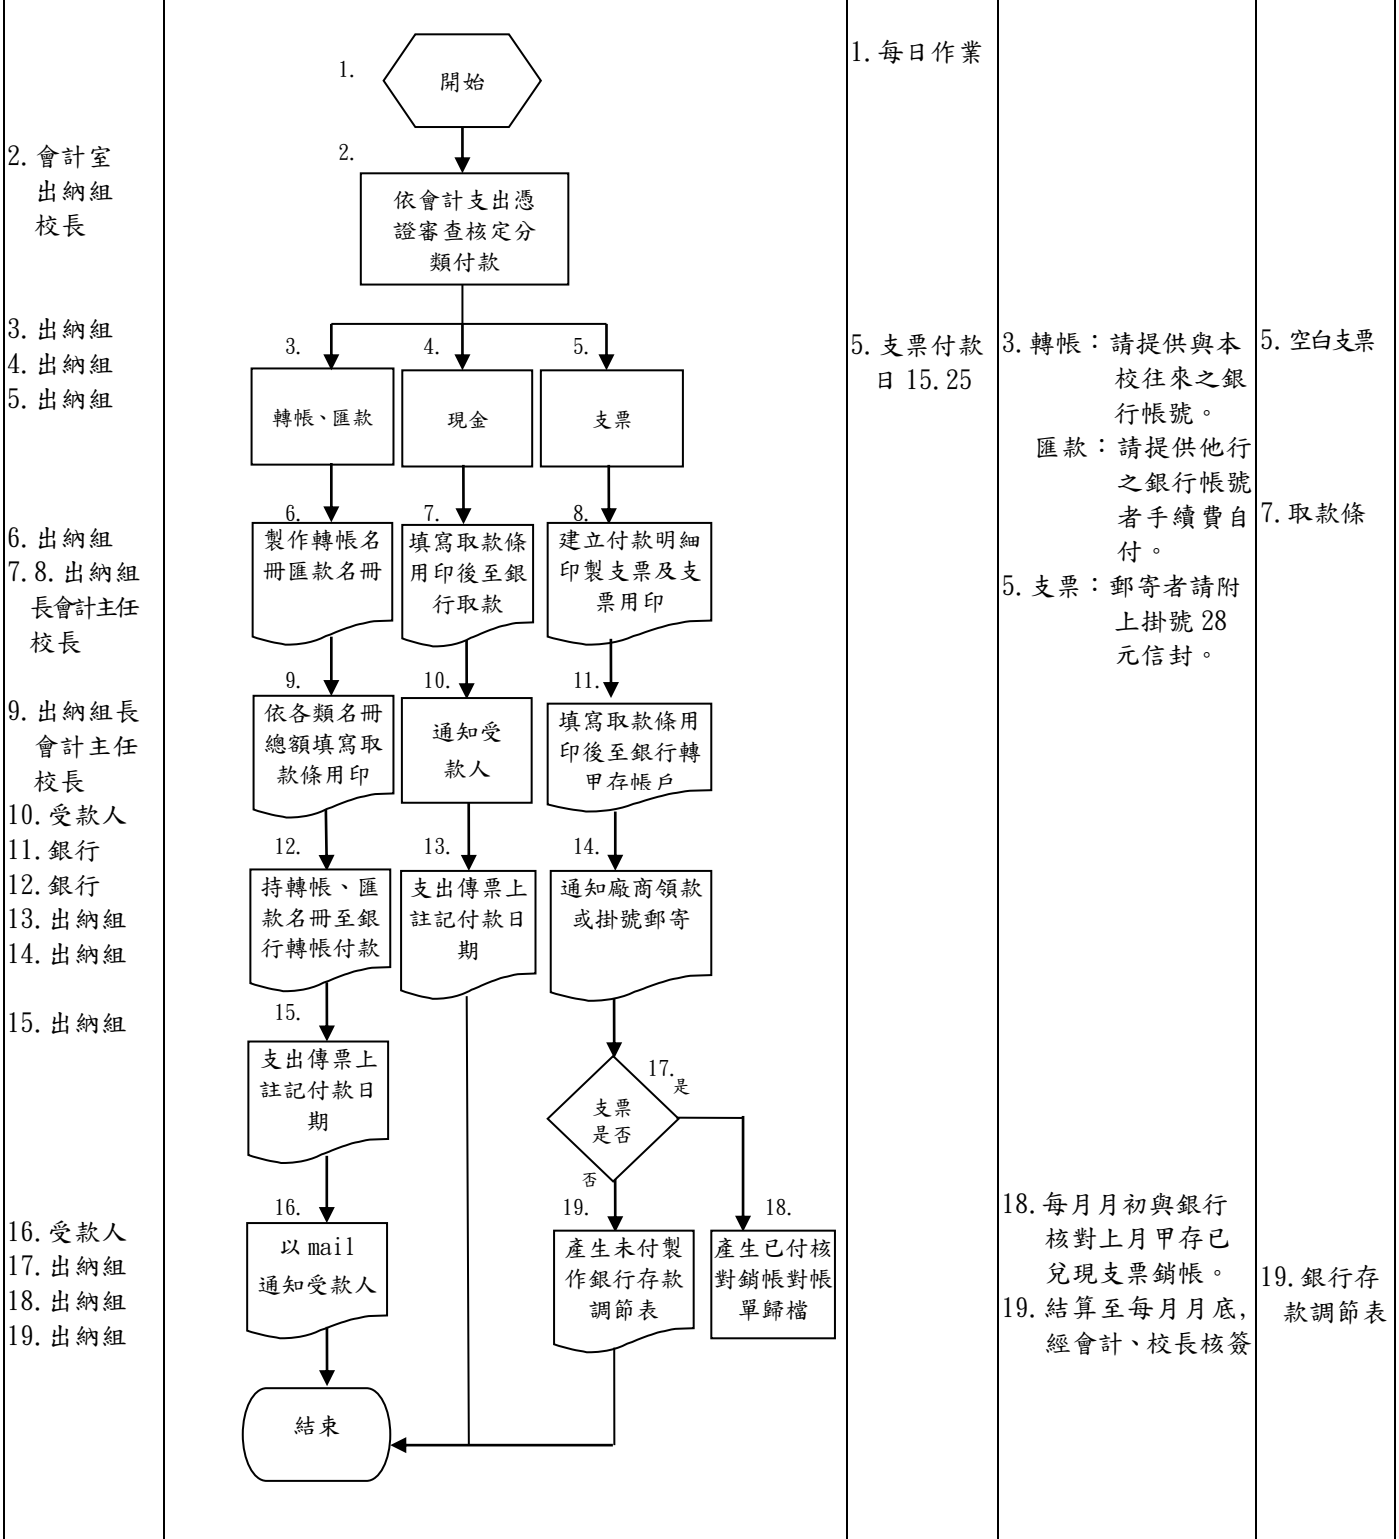 2.會計室
出納組
校長
3.出納組
4.出納組
5.出納組
6.出納組
7.8.出納組
長會計主任
校長
9.出納組長
會計主任
校長
10.受款人
11.銀行
12.銀行
13.出納組
14.出納組
15.出納組
16.受款人
17.出納組
18.出納組
19.出納組
1.
開始
2.
依會計支出憑
證審查核定分
類付款
3.
轉帳、匯款
4.
現金
5.
支票
6.
製作轉帳名
冊匯款名冊
7.
填寫取款條
用印後至銀
行取款
8.
建立付款明細
印製支票及支
票用印
9.
依各類名冊
總額填寫取
款條用印
10.
通知受
款人
11.
填寫取款條用
印後至銀行轉
甲存帳戶
12.
持轉帳、匯
款名冊至銀
行轉帳付款
13.
支出傳票上
註記付款日
期
14.
通知廠商領款
或掛號郵寄
15.
支出傳票上
註記付款日
期
17.
是
支票
是否
否
16.
以 mail
通知受款人
19.
產生未付製
作銀行存款
調節表
18.
產生已付核
對銷帳對帳
單歸檔
結束
1.每日作業
5.支票付款
日 15.25
3.轉帳：請提供與本
校往來之銀
行帳號。
匯款：請提供他行
之銀行帳號
者手續費自
付。
5.支票：郵寄者請附
上掛號 28
元信封。
18.每月月初與銀行
核對上月甲存已
兌現支票銷帳。
19.結算至每月月底,
經會計、校長核簽
5.空白支票
7.取款條
19.銀行存
款調節表